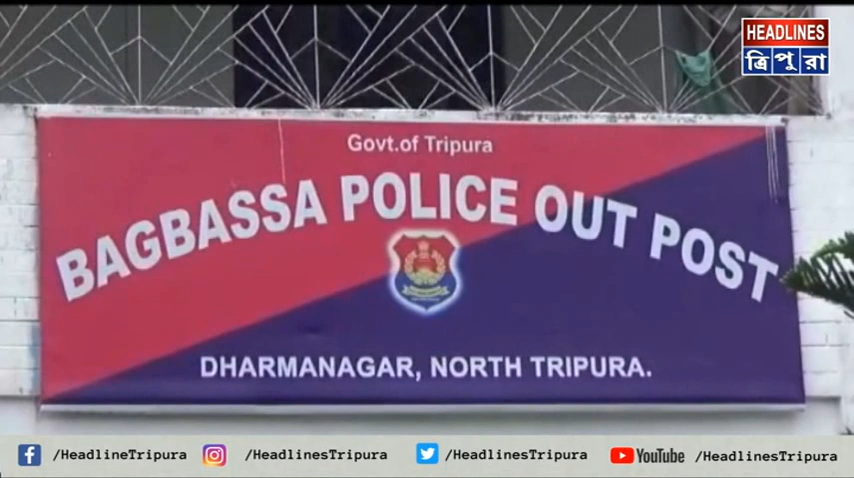 HEADLINES
ত্রিপুরা
Govt.of Tripura
BAGBASSA POLICE OUT POST
DHARMANAGAR, NORTH TRIPURA.
/HeadlineTripura /HeadlinesTripura /HeadlinesTripura YouTube /HeadlinesTripura